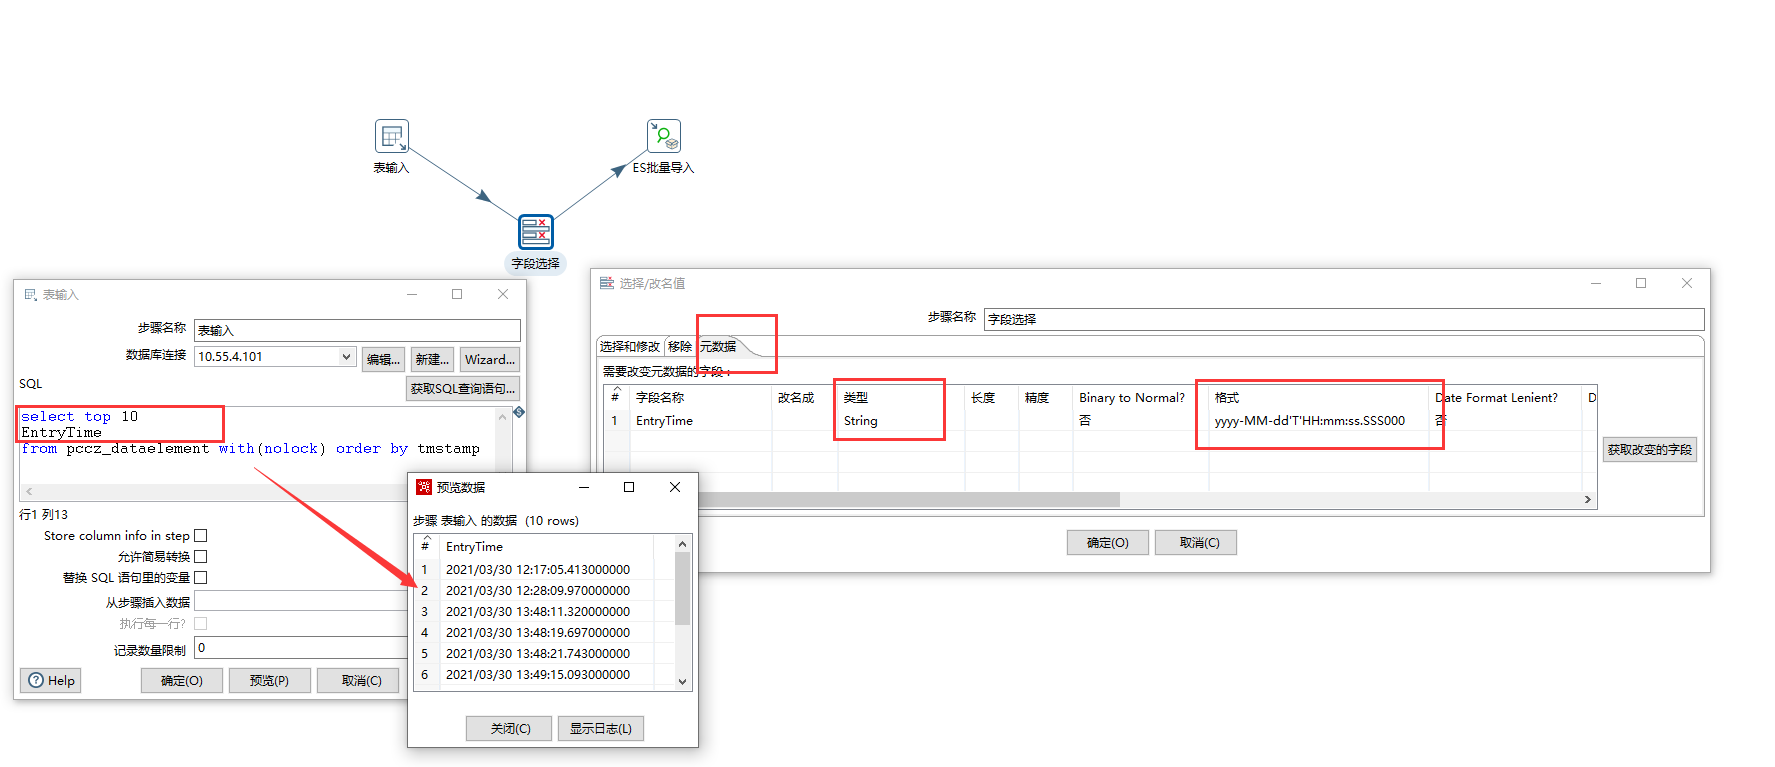 表输入
ES批量导入
字段选择
表输入
步骤名称
表输入
数据库连接
10.55.4.101
编辑...
新建...
Wizard...
SQL
获取SQL查询语句...
select top 10
EntryTime
from pccz_dataelement with(nolock) order by tmstamp
行1 列13
Store column info in step
允许简易转换
替换 SQL 语句里的变量
从步骤插入数据
执行每一行?
记录数量限制
0
Help
确定(O)
预览(P)
取消(C)
预览数据
步骤 表输入 的数据 (10 rows)
# EntryTime
1 2021/03/30 12:17:05.413000000
2 2021/03/30 12:28:09.970000000
3 2021/03/30 13:48:11.320000000
4 2021/03/30 13:48:19.697000000
5 2021/03/30 13:48:21.743000000
6 2021/03/30 13:49:15.093000000
关闭(C)
显示日志(L)
选择/改名值
步骤名称
字段选择
选择和修改
移除
元数据
需要改变元数据的字段 :
# 字段名称 改名成 类型 长度 精度 Binary to Normal? 格式 Date Format Lenient? D
1 EntryTime String 否 yyyy-MM-dd'T'HH:mm:ss.SSS000 否
获取改变的字段
确定(O)
取消(C)